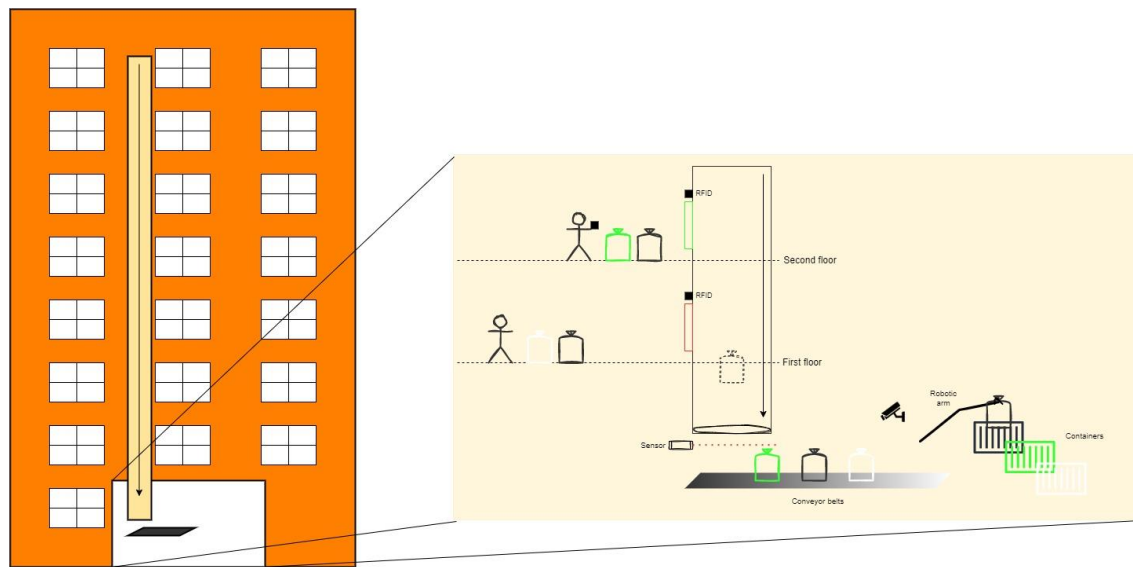 RFID
Second floor
RFID
First floor
Robotic
arm
Sensor
Containers
Conveyor belts